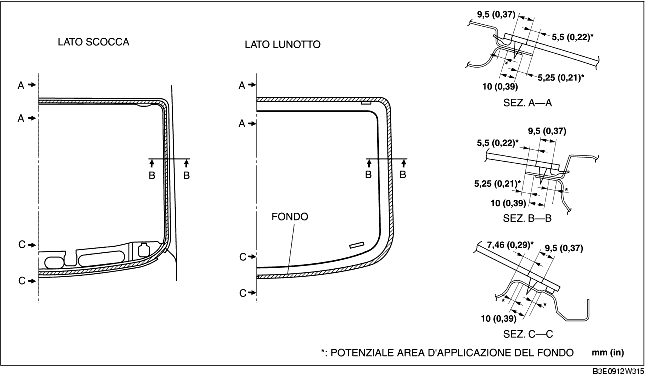 LATO SCOCCA
LATO LUNOTTO
A
A
B B
C
C
A
A
B B
C
C
FONDO
9,5 (0,37)
5,5 (0,22)*
*
5,25 (0,21)*
10 (0,39)
SEZ. A—A
9,5 (0,37)
5,5 (0,22)*
5,25 (0,21)*
*
10 (0,39)
SEZ. B—B
7,46 (0,29)*
9,5 (0,37)
*
*
10 (0,39)
SEZ. C—C
*: POTENZIALE AREA D'APPLICAZIONE DEL FONDO mm (in)
B3E0912W315